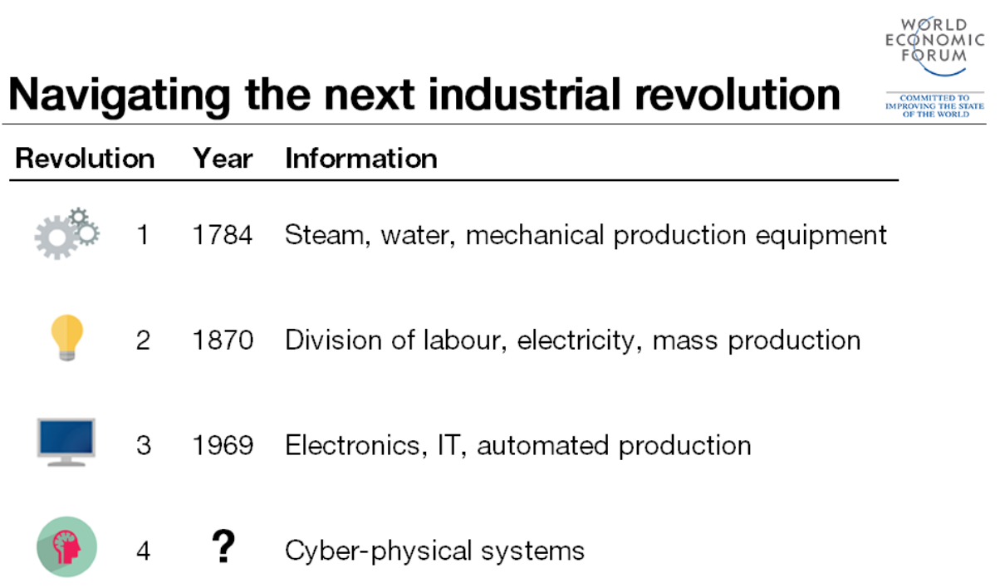 WORLD
ECONOMIC
FORUM
COMMITTED TO
IMPROVING THE STATE
OF THE WORLD
Navigating the next industrial revolution
Revolution Year Information
1 1784 Steam, water, mechanical production equipment
2 1870 Division of labour, electricity, mass production
3 1969 Electronics, IT, automated production
4 ? Cyber-physical systems